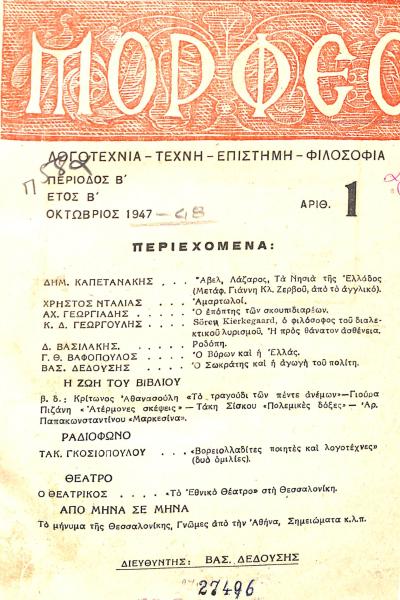 ΜΟΡΦΕΣ
ΛΟΓΟΤΕΧΝΙΑ – ΤΕΧΝΗ – ΕΠΙΣΤΗΜΗ – ΦΙΛΟΣΟΦΙΑ
Π 582
ΠΕΡΙΟΔΟΣ Β΄
ΕΤΟΣ Β΄
ΟΚΤΩΒΡΙΟΣ 1947 -48
ΑΡΙΘ. 1
ΠΕΡΙΕΧΟΜΕΝΑ:
ΔΗΜ. ΚΑΠΕΤΑΝΑΚΗΣ . . . Ἄβελ, Λάζαρος, Τὰ Νησιὰ τῆς Ἑλλάδος
(Μετάφ. Γιάννη Κλ. Ζερβοῦ, ἀπὸ τὸ ἀγγλικό).
ΧΡΗΣΤΟΣ ΝΤΑΛΙΑΣ . . . Ἁμαρτωλοί.
ΑΧ. ΓΕΩΡΓΙΑΔΗΣ . . . Ὁ ἐπόπτης τῶν σκουπιδιαρέων.
Κ. Δ. ΓΕΩΡΓΟΥΛΗΣ . . . Sören Kierkegaard, ὁ φιλόσοφος τοῦ διαλε-
κτικοῦ λυρισμοῦ. Ἡ πρὸς θάνατον ἀσθένεια.
Δ. ΒΑΣΙΛΑΚΗΣ. . . . . Ροδόπη.
Γ. Θ. ΒΑΦΟΠΟΥΛΟΣ . . . Ὁ Βύρων καὶ ἡ Ἑλλάς.
ΒΑΣ. ΔΕΔΟΥΣΗΣ . . . . Ὁ Σωκράτης καὶ ἡ ἀγωγὴ τοῦ πολίτη.
Η ΖΩΗ ΤΟΥ ΒΙΒΛΙΟΥ
β. δ.: Κρίτωνος Ἀθανασούλη «Τὸ τραγούδι τῶν πέντε ἀνέμων»—Γιούρα
Πιζάνη «Ἀτέρμονες σκέψεις» — Τάκη Σίσκου «Πολεμικὲς δόξες» — Ἀρ.
Παπακωνσταντίνου «Μαρκεσίνα».
ΡΑΔΙΟΦΩΝΟ
ΤΑΚ. ΓΚΟΣΙΟΠΟΥΛΟΥ . . . «Βορειοελλαδίτες ποιητὲς καὶ λογοτέχνες»
(δυὸ ὁμιλίες).
ΘΕΑΤΡΟ
Ο ΘΕΑΤΡΙΚΟΣ . . . . «Τὸ Ἐθνικὸ Θέατρο» στὴ Θεσσαλονίκη.
ΑΠΟ ΜΗΝΑ ΣΕ ΜΗΝΑ
Τὸ μήνυμα τῆς Θεσσαλονίκης, Γνῶμες ἀπὸ τὴν Ἀθήνα, Σημειώματα κ.λ.π.
ΔΙΕΥΘΥΝΤΗΣ: ΒΑΣ. ΔΕΔΟΥΣΗΣ
27496